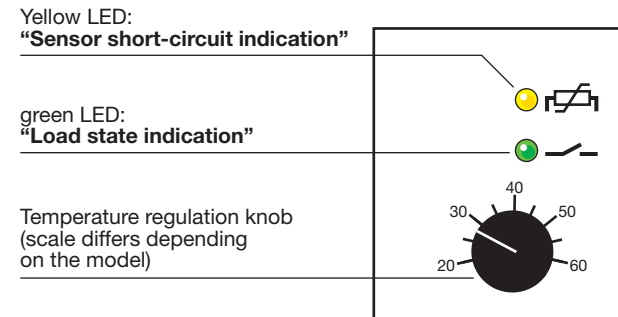 Yellow LED:
“Sensor short-circuit indication”
green LED:
“Load state indication”
Temperature regulation knob
(scale differs depending
on the model)
40
30
50
20
60